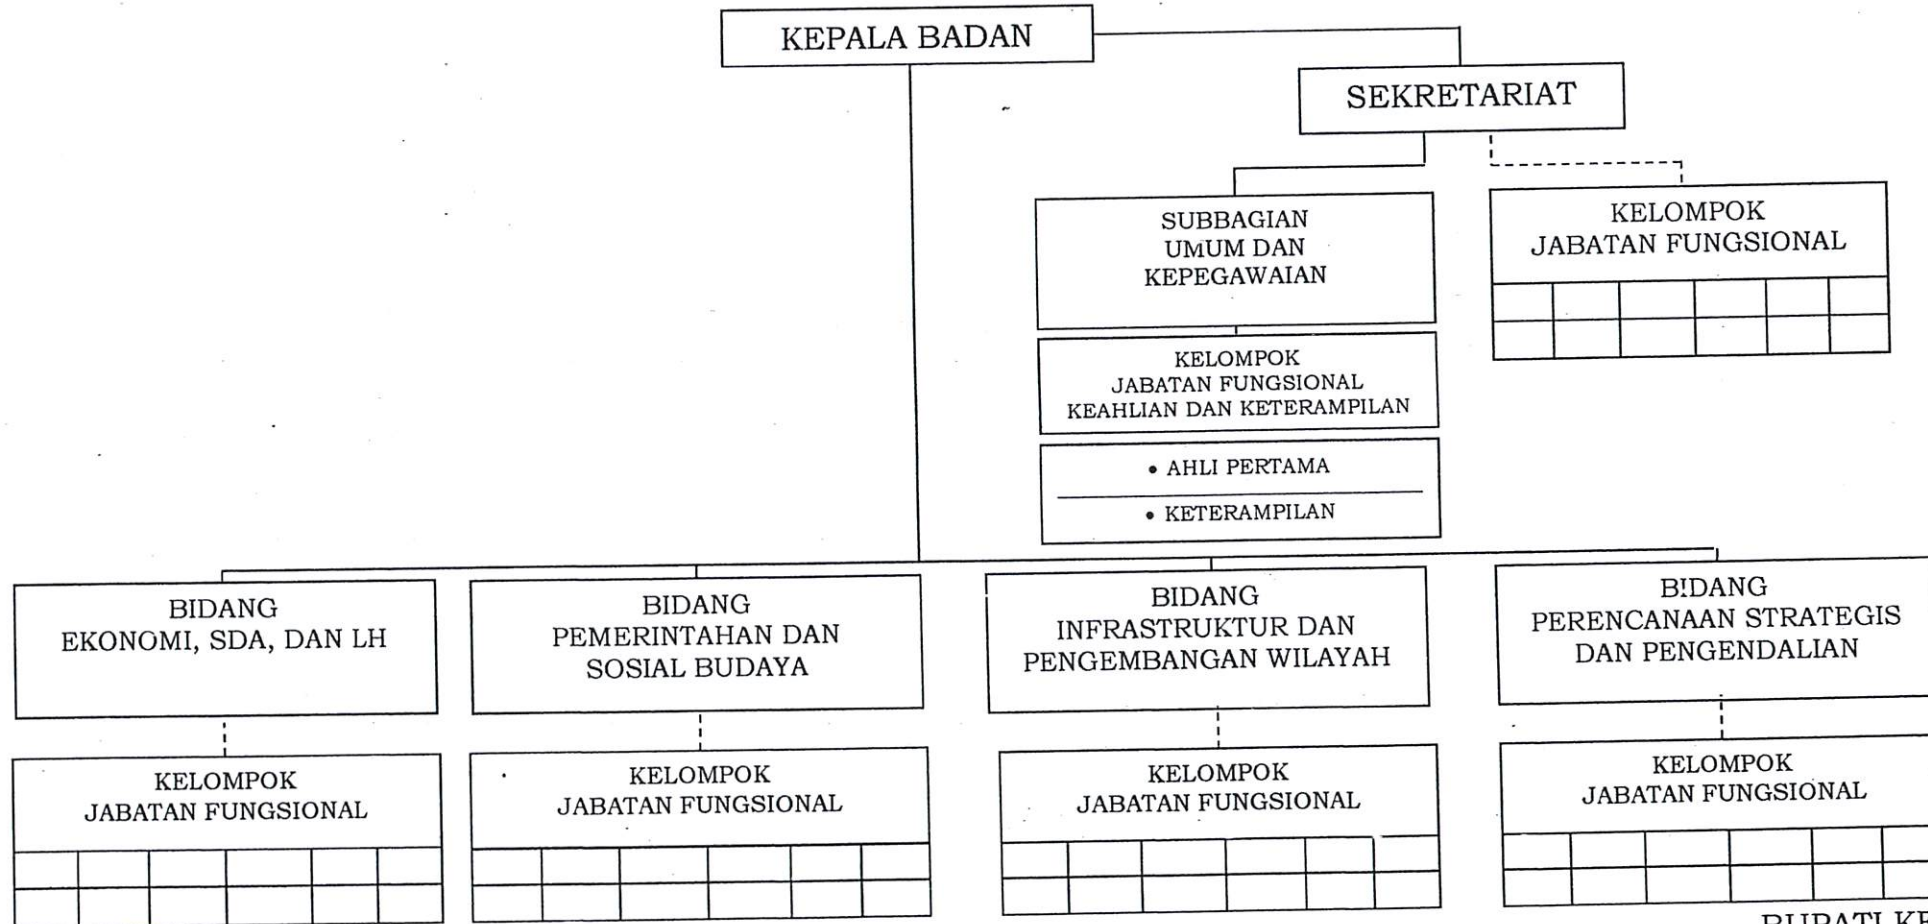 KEPALA BADAN
SEKRETARIAT
SUBBAGIAN
UMUM DAN
KEPEGAWAIAN
KELOMPOK
JABATAN FUNGSIONAL
KELOMPOK
JABATAN FUNGSIONAL
KEAHLIAN DAN KETERAMPILAN
• AHLI PERTAMA
• KETERAMPILAN
BIDANG
EKONOMI, SDA, DAN LH
BIDANG
PEMERINTAHAN DAN
SOSIAL BUDAYA
BIDANG
INFRASTRUKTUR DAN
PENGEMBANGAN WILAYAH
BIDANG
PERENCANAAN STRATEGIS
DAN PENGENDALIAN
KELOMPOK
JABATAN FUNGSIONAL
KELOMPOK
JABATAN FUNGSIONAL
KELOMPOK
JABATAN FUNGSIONAL
KELOMPOK
JABATAN FUNGSIONAL
BUPATI